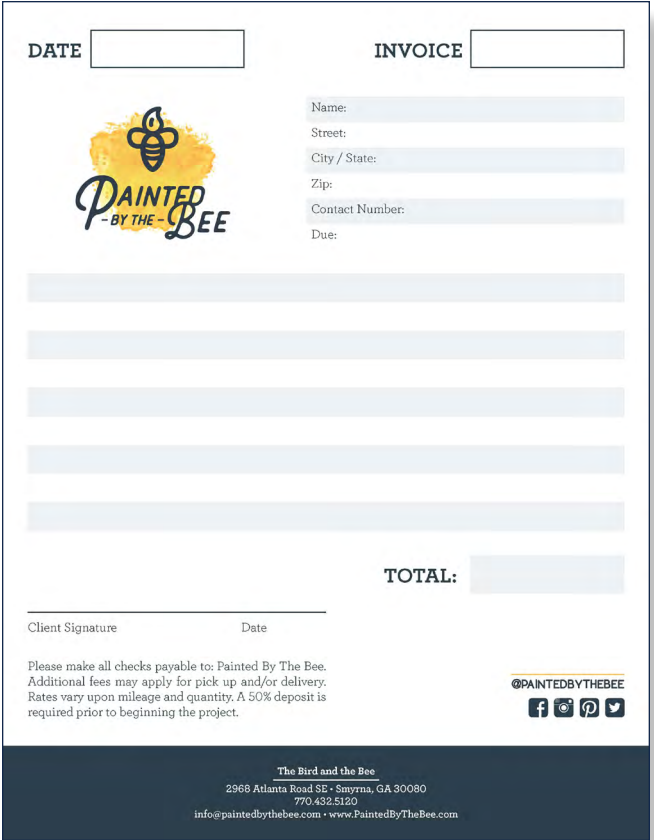 DATE
INVOICE
Name:
Street:
City / State:
Zip:
Contact Number:
Due:
PAINTED
- BY THE - BEE
TOTAL:
Client Signature Date
Please make all checks payable to: Painted By The Bee.
Additional fees may apply for pick up and/or delivery.
Rates vary upon mileage and quantity. A 50% deposit is
required prior to beginning the project.
@PAINTEDBYTHEBEE
The Bird and the Bee
2968 Atlanta Road SE • Smyrna, GA 30080
770.432.5120
info@paintedbythebee.com • www.PaintedByTheBee.com